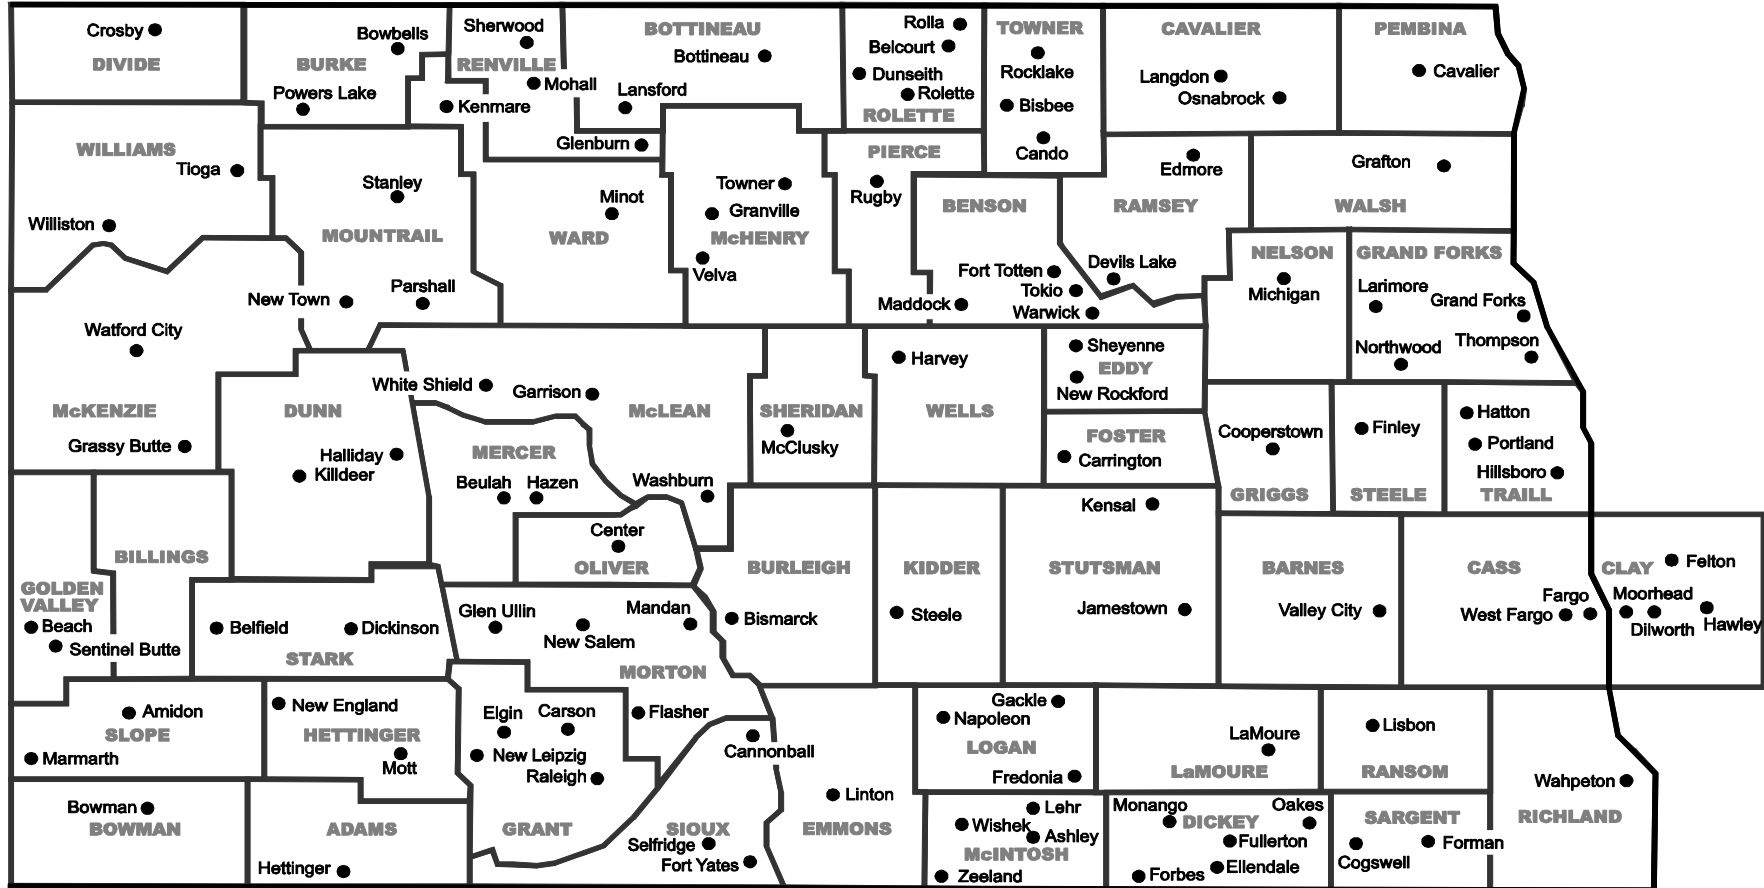 Crosby
DIVIDE
Bowbells
BURKE
Powers Lake
Sherwood
RENVILLE
Mohall
Kenmare
BOTTINEAU
Bottineau
Lansford
Glenburn
Rolla
Belcourt
Dunseith
Rolette
ROLETTE
TOWNER
Rocklake
Bisbee
Cando
CAVALIER
Langdon
Osnabrock
PEMBINA
Cavalier
WILLIAMS
Tioga
Williston
Stanley
MOUNTRAIL
New Town
Parshall
Minot
WARD
Towner
Granville
McHENRY
Velva
PIERCE
Rugby
BENSON
Fort Totten
Tokio
Maddock
Warwick
Edmore
RAMSEY
Devils Lake
Grafton
WALSH
NELSON
Michigan
GRAND FORKS
Larimore
Grand Forks
Northwood
Thompson
Watford City
McKENZIE
Grassy Butte
DUNN
Halliday
Killdeer
White Shield
Garrison
McLEAN
Washburn
MERCER
Beulah
Hazen
Center
OLIVER
SHERIDAN
McClusky
Harvey
WELLS
Sheyenne
EDDY
New Rockford
FOSTER
Carrington
Cooperstown
GRIGGS
Finley
STEELE
Hatton
Portland
Hillsboro
TRAILL
GOLDEN
VALLEY
Beach
Sentinel Butte
BILLINGS
Belfield
Dickinson
STARK
Glen Ullin
New Salem
Mandan
MORTON
Flasher
BURLEIGH
Bismarck
KIDDER
Steele
Kensal
STUTSMAN
Jamestown
BARNES
Valley City
CASS
Fargo
West Fargo
CLAY
Felton
Moorhead
Dilworth
Hawley
Amidon
SLOPE
Marmarth
New England
HETTINGER
Mott
Elgin
Carson
New Leipzig
Raleigh
GRANT
Cannonball
SIOUX
Selfridge
Fort Yates
Linton
EMMONS
Gackle
Napoleon
LOGAN
Fredonia
LaMoure
LaMOURE
Lisbon
RANSOM
Wahpeton
RICHLAND
Bowman
BOWMAN
ADAMS
Hettinger
Lehr
Wishek
Ashley
McINTOSH
Zeeland
Monango
Oakes
DICKEY
Fullerton
Ellendale
Forbes
SARGENT
Cogswell
Forman